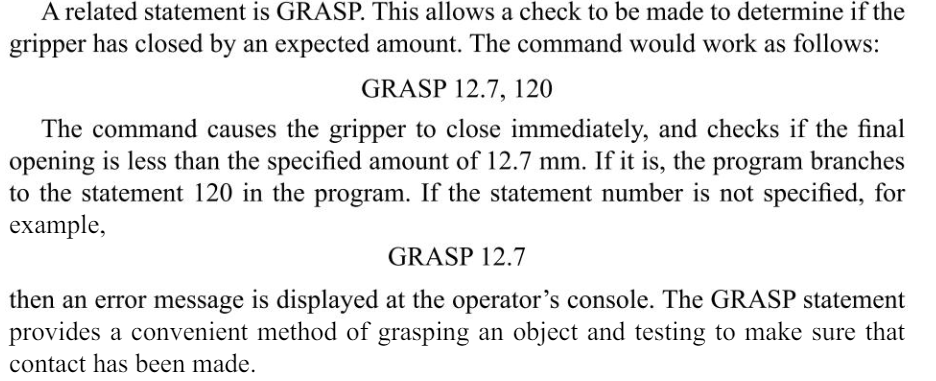 A related statement is GRASP. This allows a check to be made to determine if the
gripper has closed by an expected amount. The command would work as follows:
GRASP 12.7, 120
The command causes the gripper to close immediately, and checks if the final
opening is less than the specified amount of 12.7 mm. If it is, the program branches
to the statement 120 in the program. If the statement number is not specified, for
example,
GRASP 12.7
then an error message is displayed at the operator’s console. The GRASP statement
provides a convenient method of grasping an object and testing to make sure that
contact has been made.